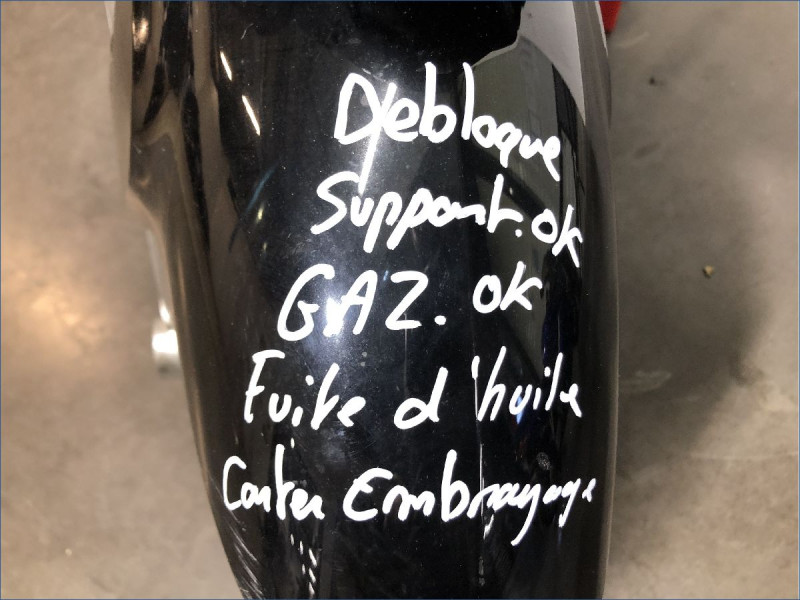 Debloque
Support. ok
GAZ. ok
Fuite d'huile
Carter Embrayage